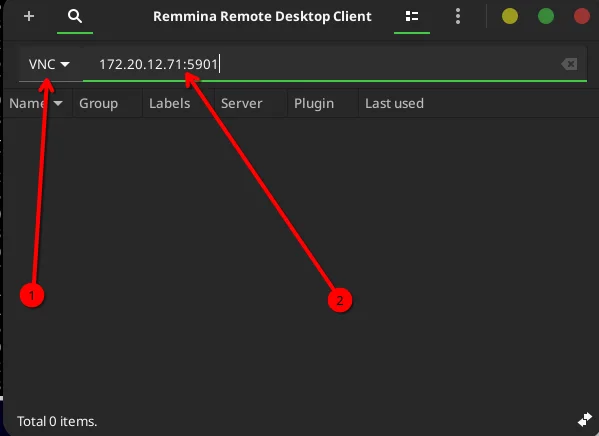 Remmina Remote Desktop Client
VNC 172.20.12.71:5901
Name Group Labels Server Plugin Last used
1
2
Total 0 items.